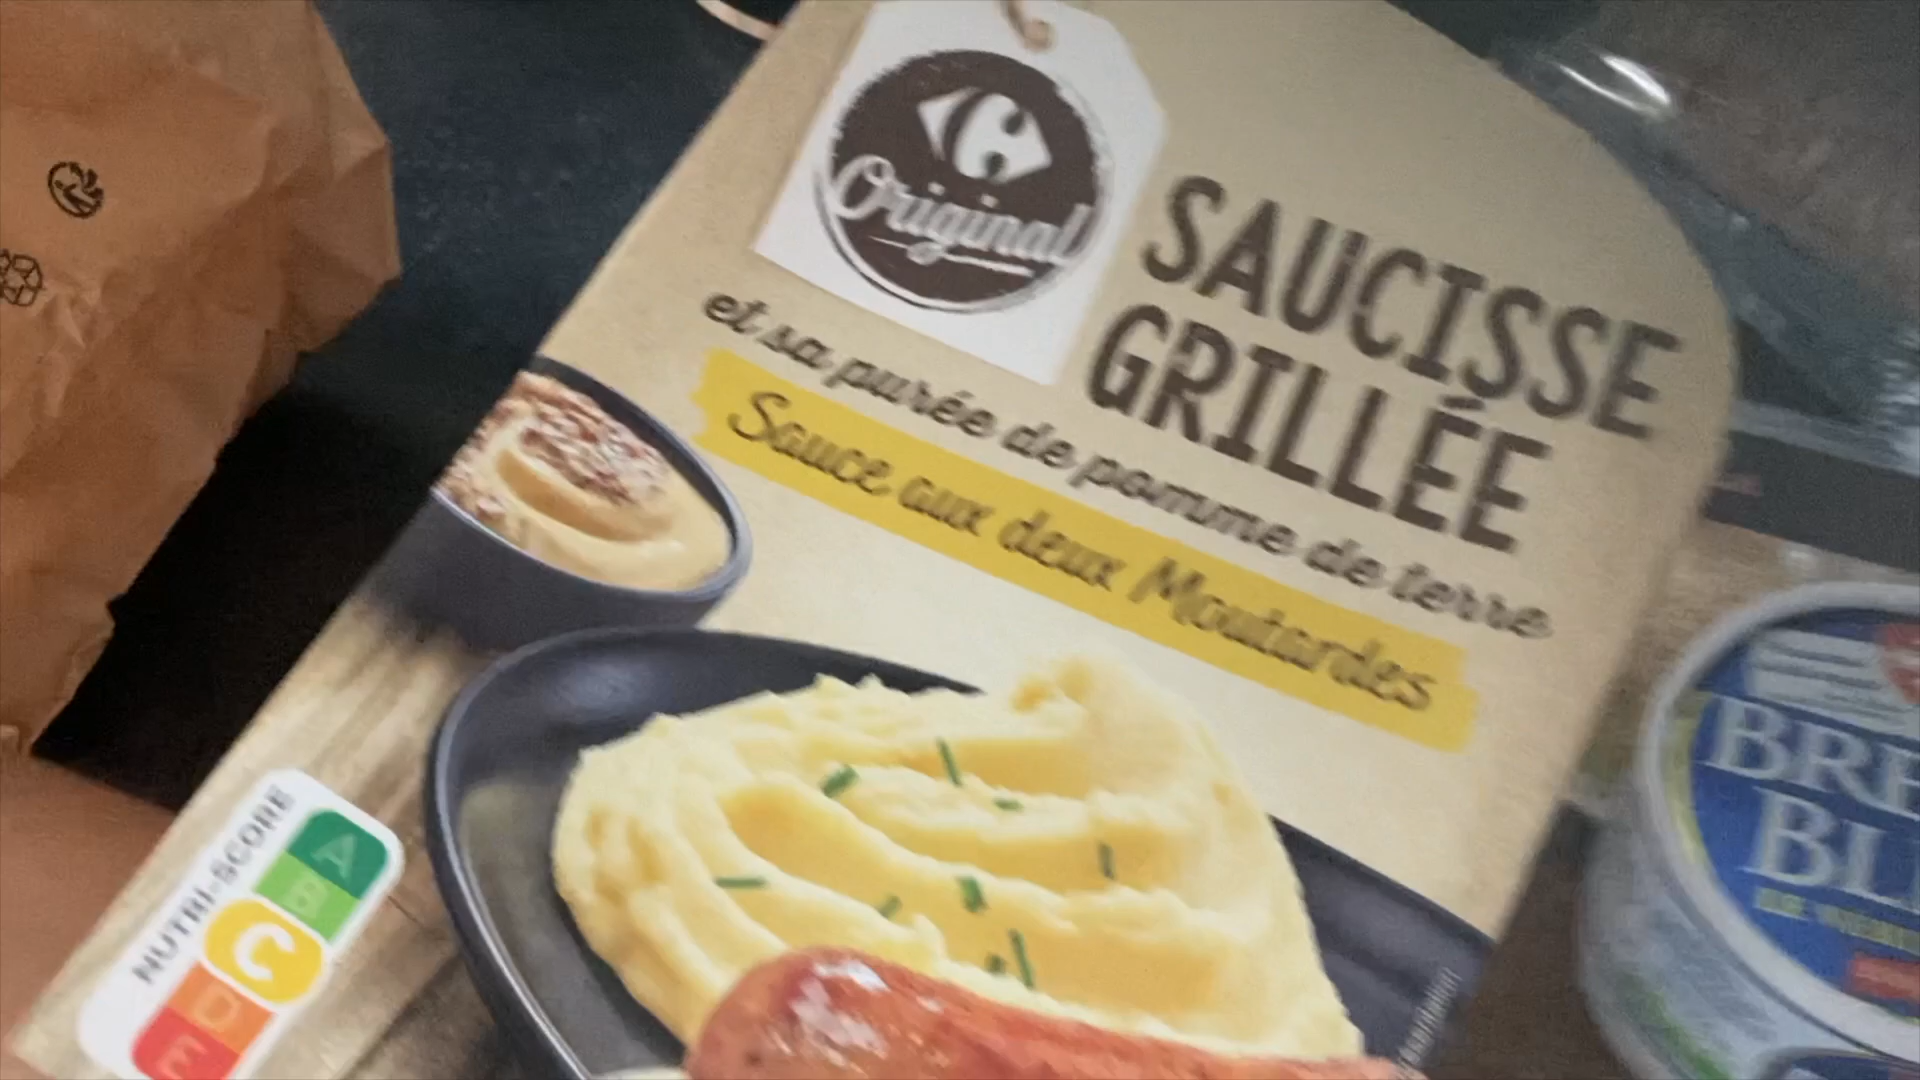 Original
SAUCISSE
GRILLÉE
et sa purée de pomme de terre
Sauce aux deux Moutardes
NUTRI-SCORE
A
B
C
D
E
BRE
BL